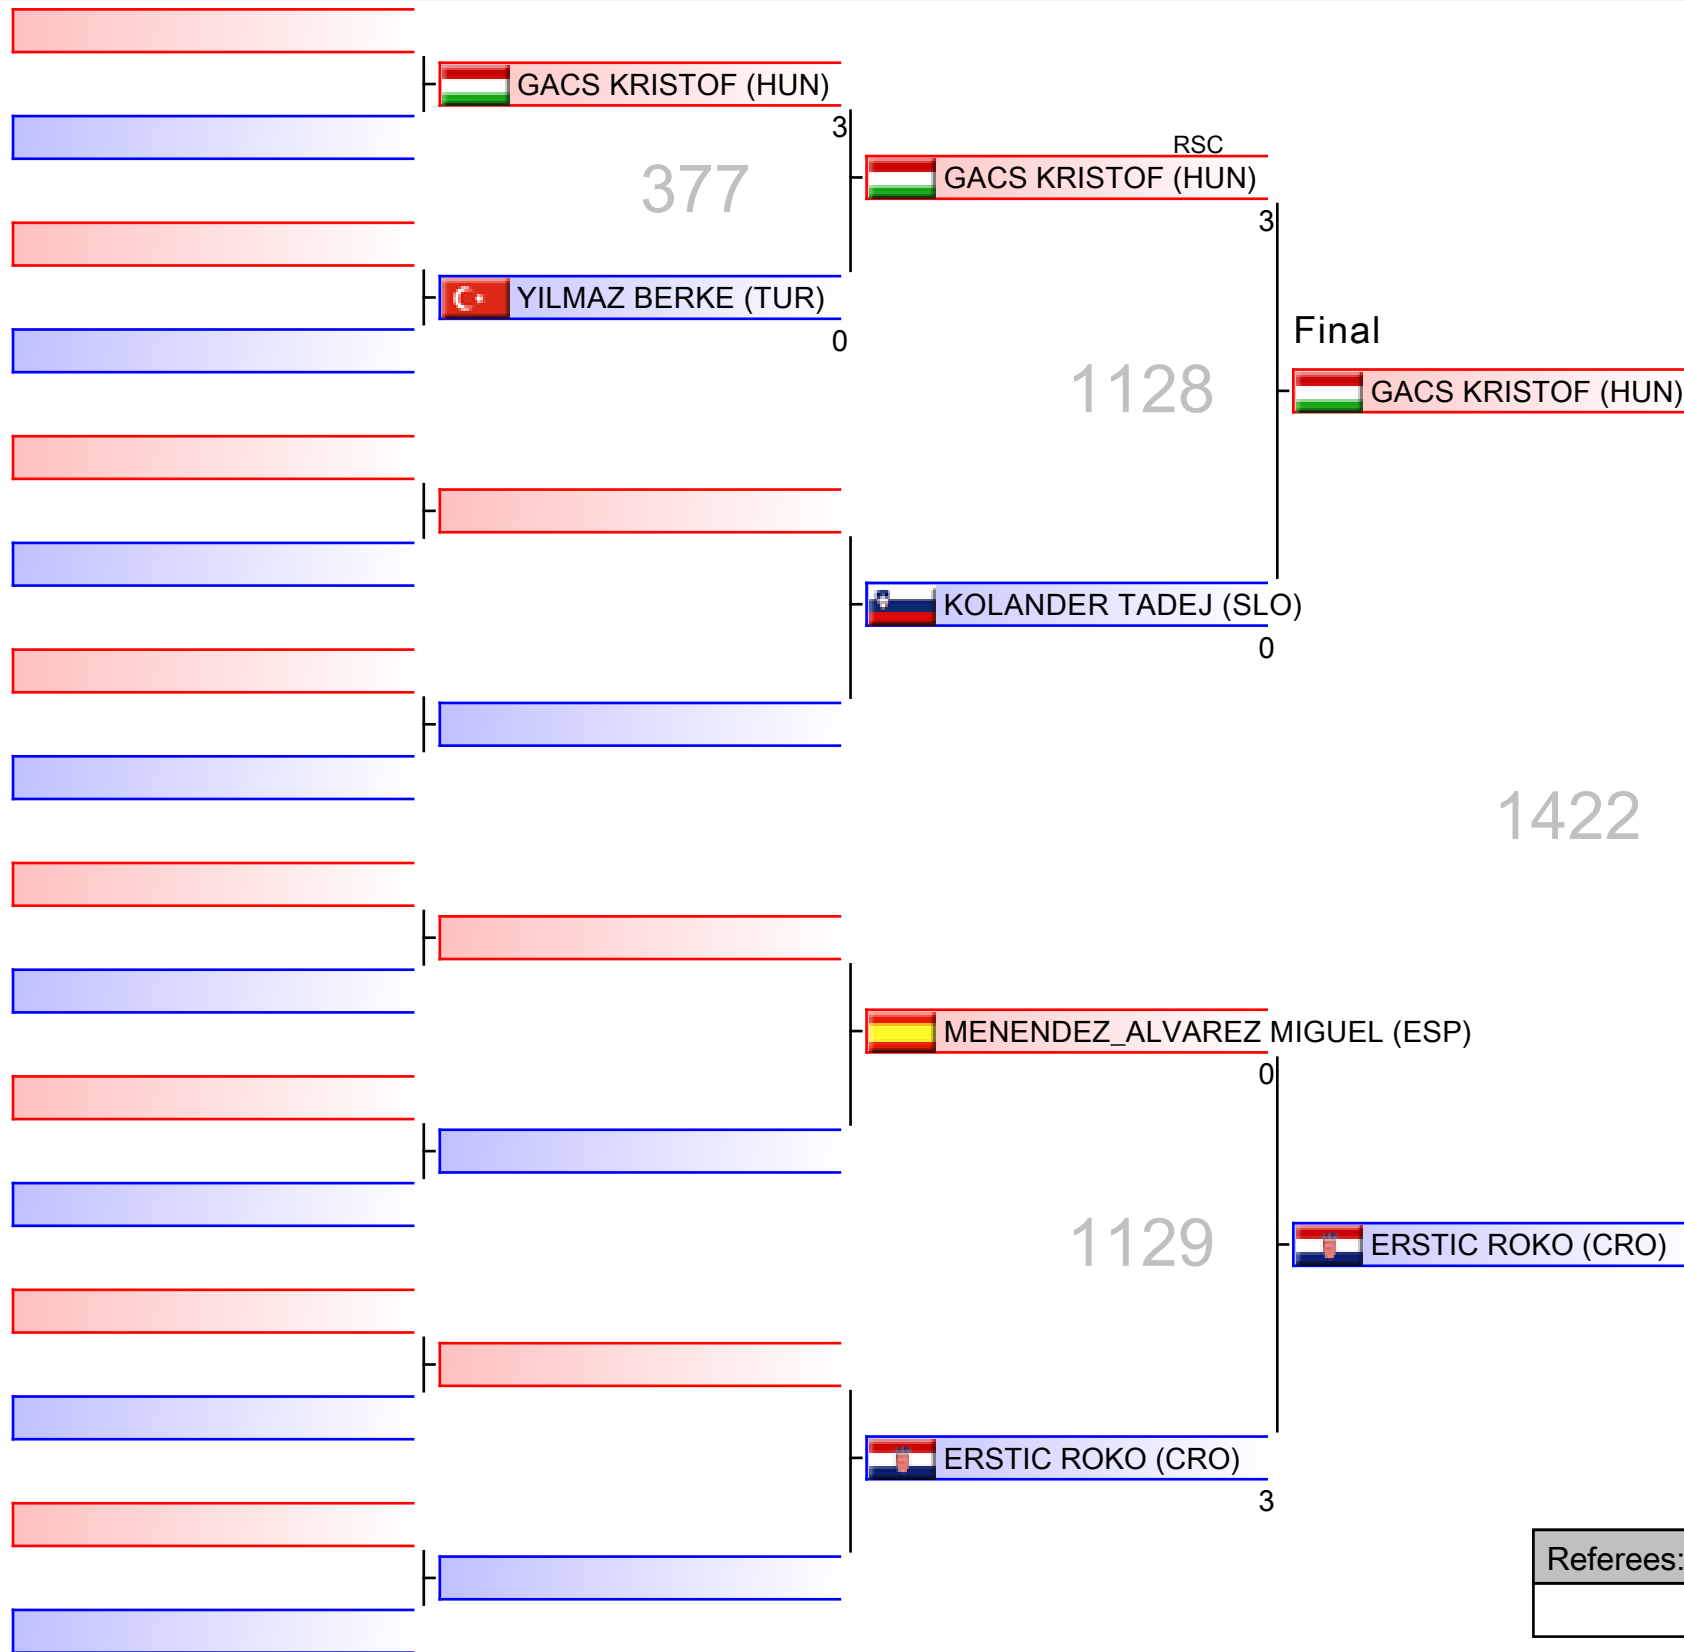 GACS KRISTOF (HUN)
3
RSC
377
GACS KRISTOF (HUN)
3
YILMAZ BERKE (TUR)
0
Final
1128
GACS KRISTOF (HUN)
KOLANDER TADEJ (SLO)
0
1422
MENENDEZ_ALVAREZ MIGUEL (ESP)
0
1129
ERSTIC ROKO (CRO)
ERSTIC ROKO (CRO)
3
Referees: